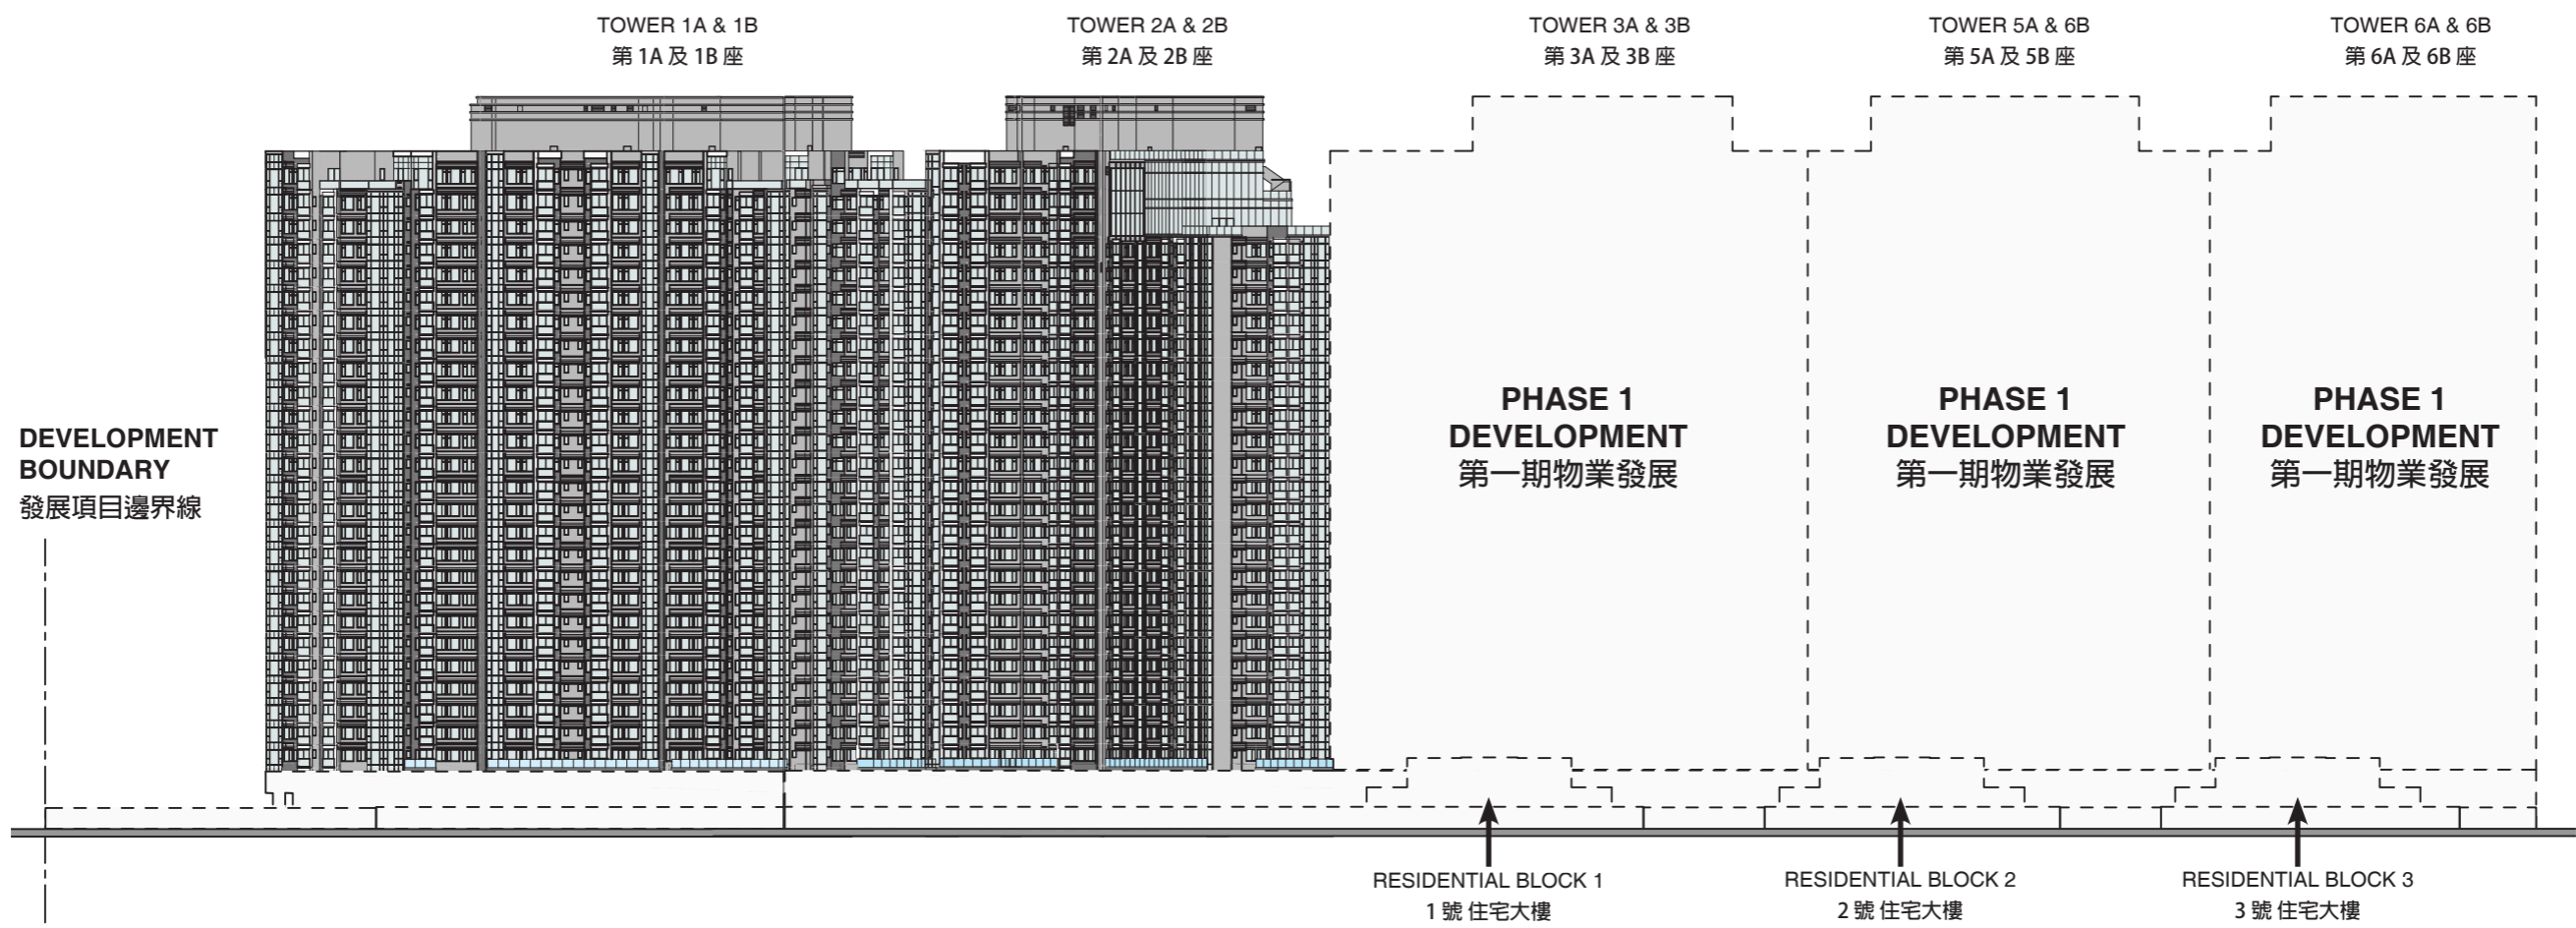 TOWER 1A & 1B
第 1A 及 1B 座
TOWER 2A & 2B
第 2A 及 2B 座
TOWER 3A & 3B
第 3A 及 3B 座
TOWER 5A & 6B
第 5A 及 5B 座
TOWER 6A & 6B
第 6A 及 6B 座
DEVELOPMENT
BOUNDARY
發展項目邊界線
PHASE 1
DEVELOPMENT
第一期物業發展
PHASE 1
DEVELOPMENT
第一期物業發展
PHASE 1
DEVELOPMENT
第一期物業發展
RESIDENTIAL BLOCK 1
1 號 住宅大樓
RESIDENTIAL BLOCK 2
2 號 住宅大樓
RESIDENTIAL BLOCK 3
3 號 住宅大樓